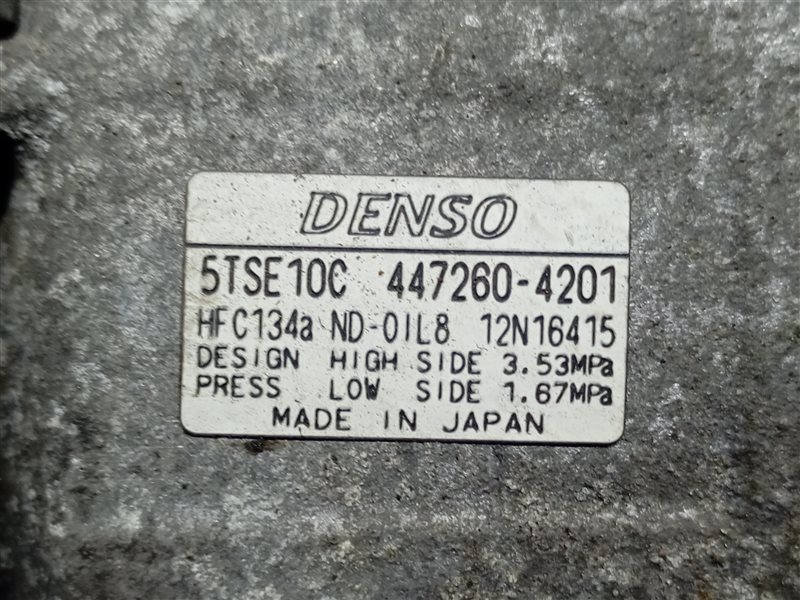 DENSO
5TSE10C 447260-4201
HFC134a ND-OIL8 12N16415
DESIGN HIGH SIDE 3.53MPa
PRESS LOW SIDE 1.67MPa
MADE IN JAPAN